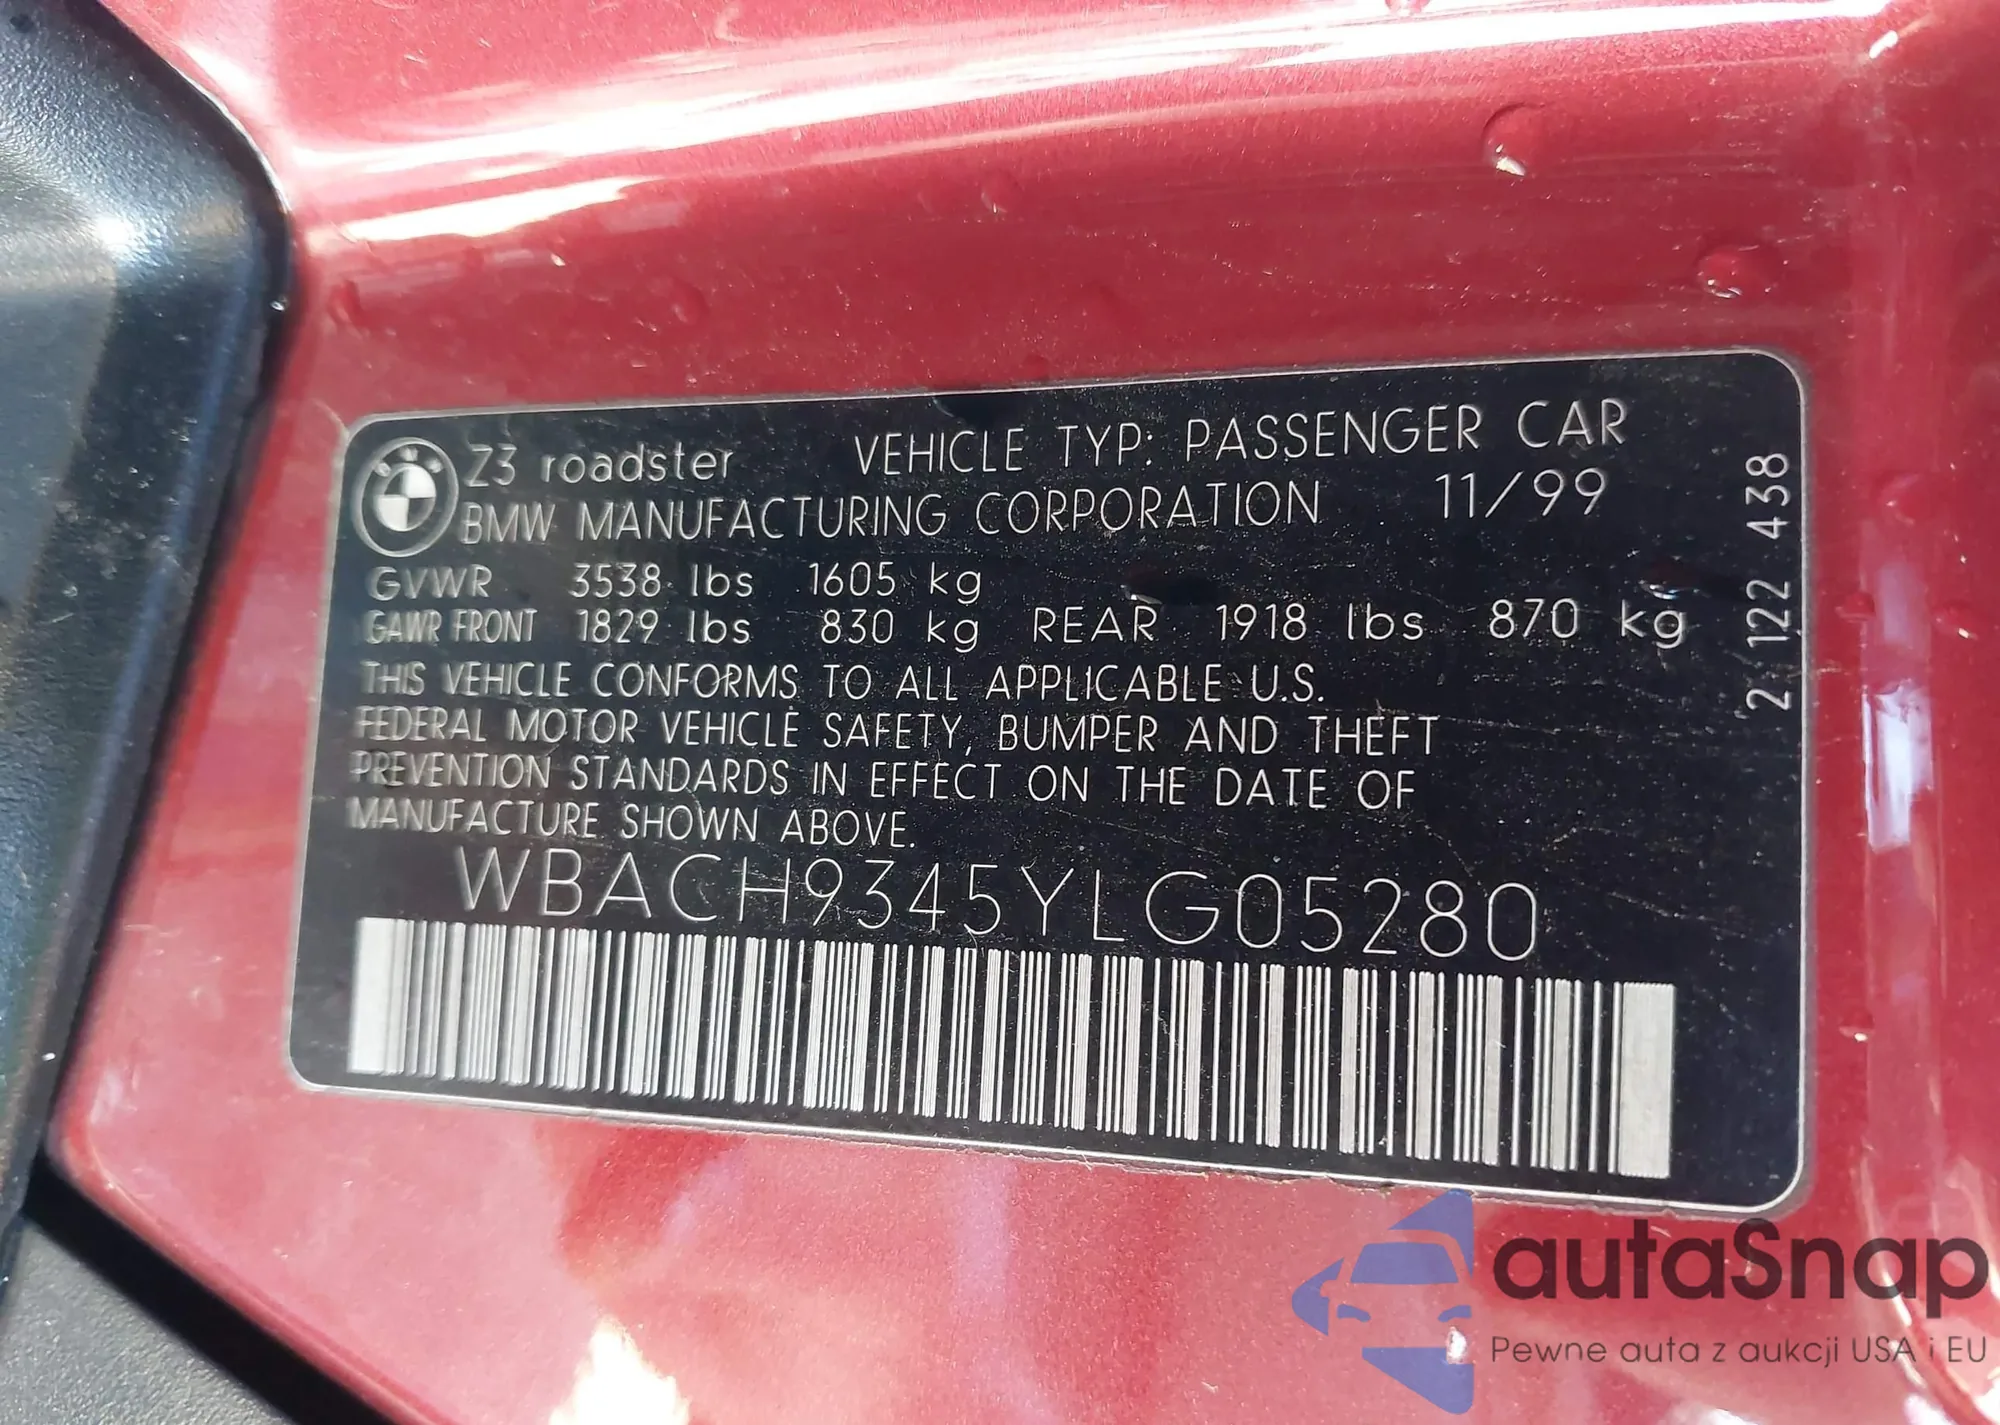 Z3 roadster VEHICLE TYP: PASSENGER CAR
BMW MANUFACTURING CORPORATION 11/99
GVWR 3538 lbs 1605 kg
GAWR FRONT 1829 lbs 830 kg REAR 1918 lbs 870 kg
THIS VEHICLE CONFORMS TO ALL APPLICABLE U.S.
FEDERAL MOTOR VEHICLE SAFETY, BUMPER AND THEFT
PREVENTION STANDARDS IN EFFECT ON THE DATE OF
MANUFACTURE SHOWN ABOVE.
WBACH9345YLG05280
2 122 438
autaSnap
Pewne auta z aukcji USA i EU